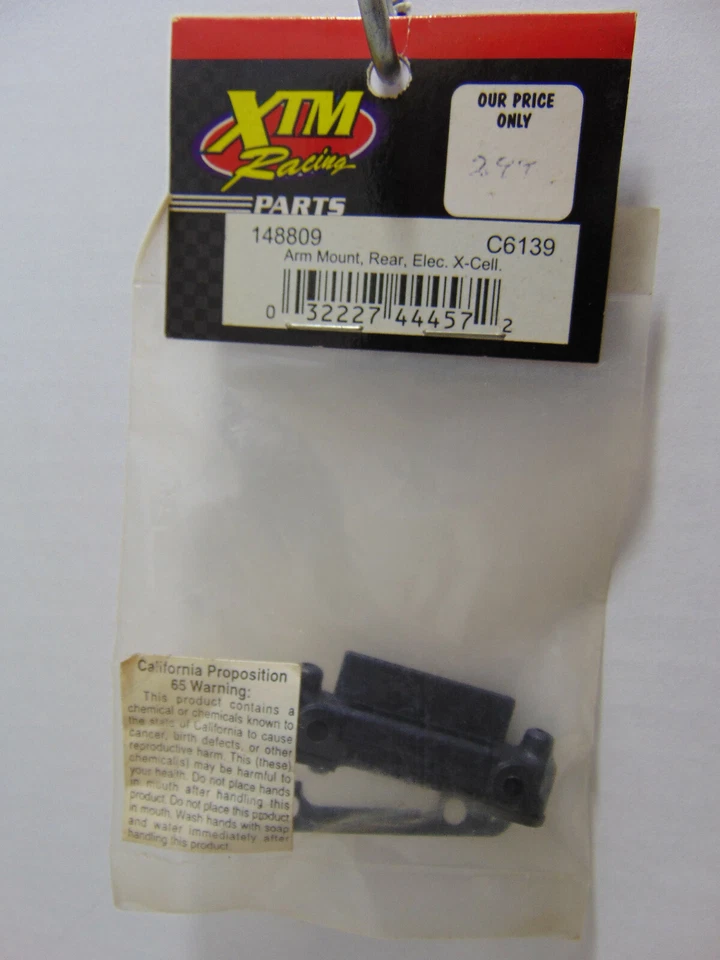 XTM
Racing
PARTS
OUR PRICE
ONLY
2.99
148809 C6139
Arm Mount, Rear, Elec. X-Cell.
0 32227 44457 2
California Proposition
65 Warning:
This product contains a
chemical or chemicals known to
the state of California to cause
cancer, birth defects, or other
reproductive harm. This (these)
chemical(s) may be harmful to
your health. Do not place hands
in mouth after handling this
product. Do not place this product
in mouth. Wash hands with soap
and water immediately after
handling this product.